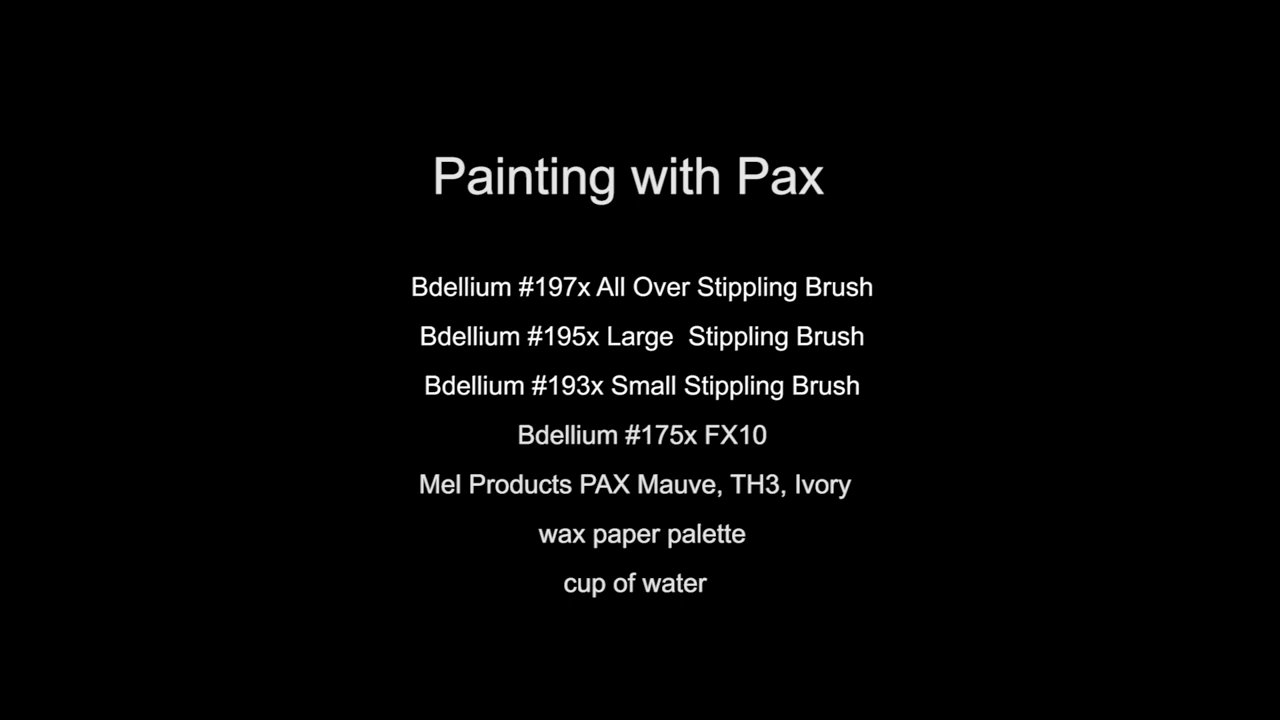 Painting with Pax
Bdellium #197x All Over Stippling Brush
Bdellium #195x Large  Stippling Brush
Bdellium #193x Small Stippling Brush
Bdellium #175x FX10
Mel Products PAX Mauve, TH3, Ivory
wax paper palette
cup of water